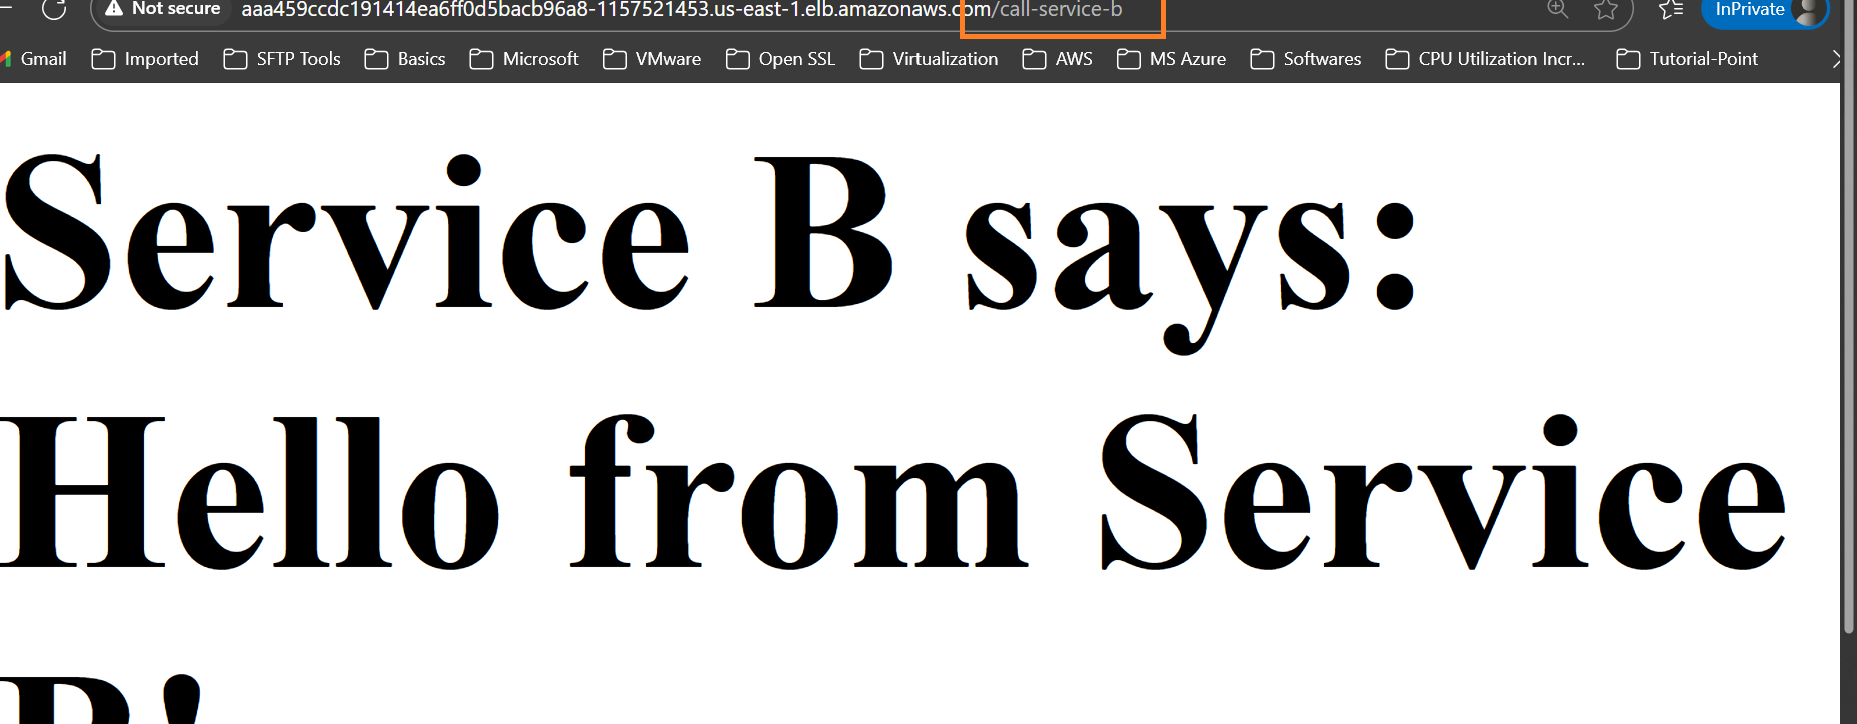 Not secure aaa459ccdc191414ea6ff0d5bacb96a8-1157521453.us-east-1.elb.amazonaws.com/call-service-b InPrivate
Gmail Imported SFTP Tools Basics Microsoft VMware Open SSL Virtualization AWS MS Azure Softwares CPU Utilization Incr... Tutorial-Point
Service B says:
Hello from Service
B!